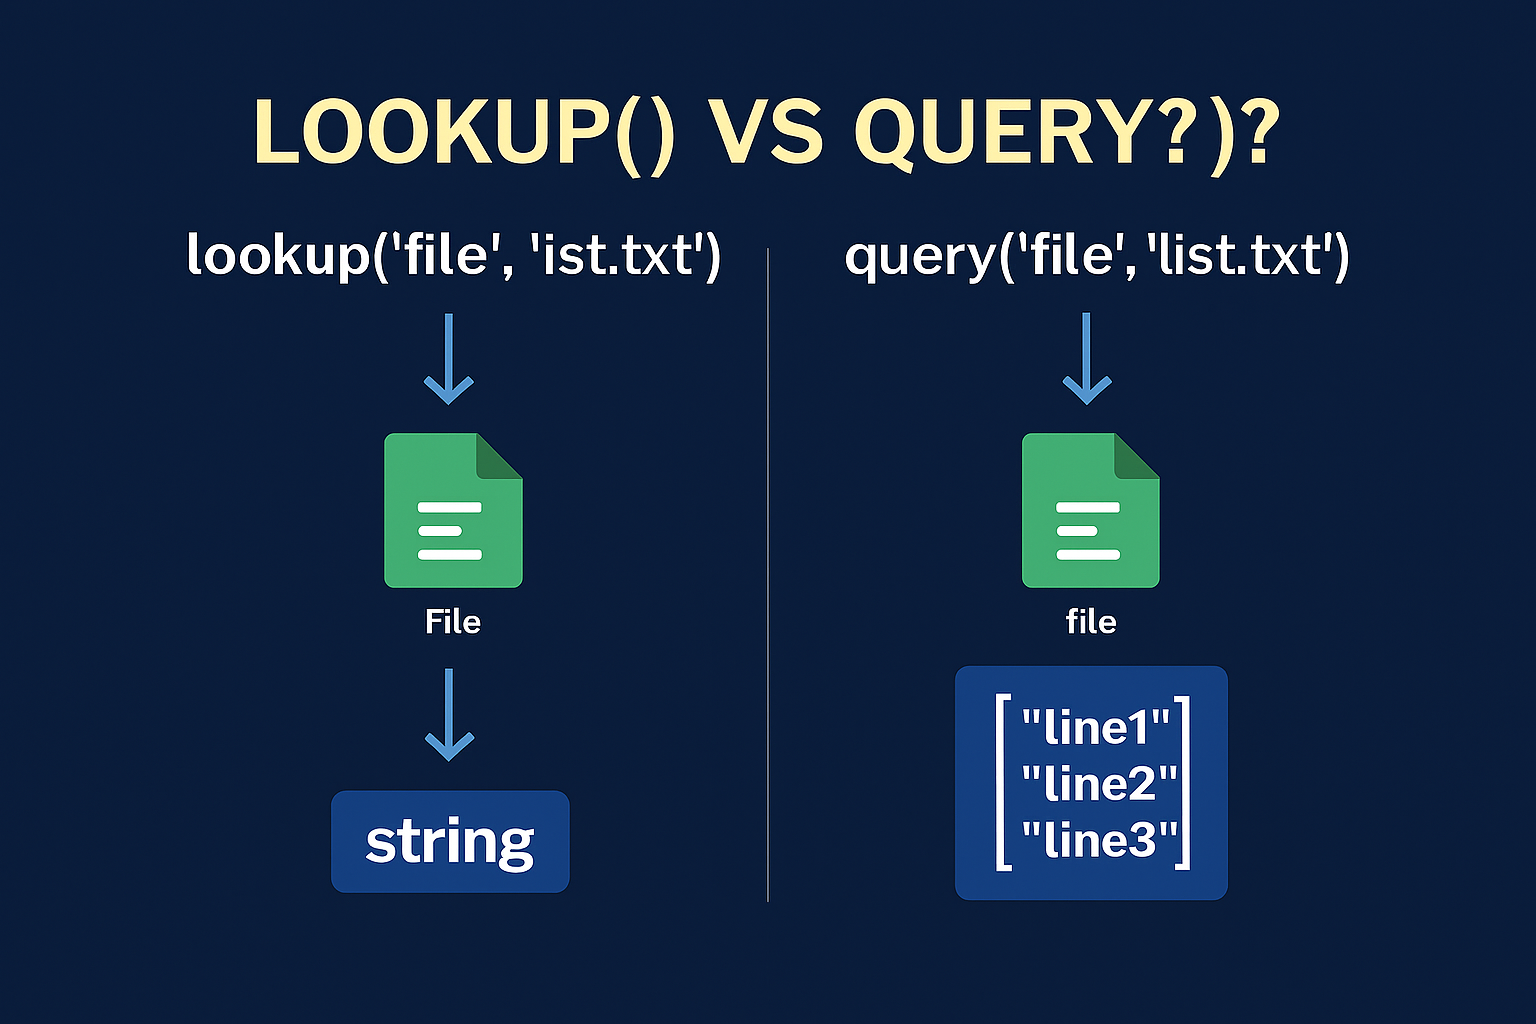 LOOKUP() VS QUERY?)?
lookup('file', 'ist.txt')
File
string
query('file', 'list.txt')
file
["line1"
"line2"
"line3"]